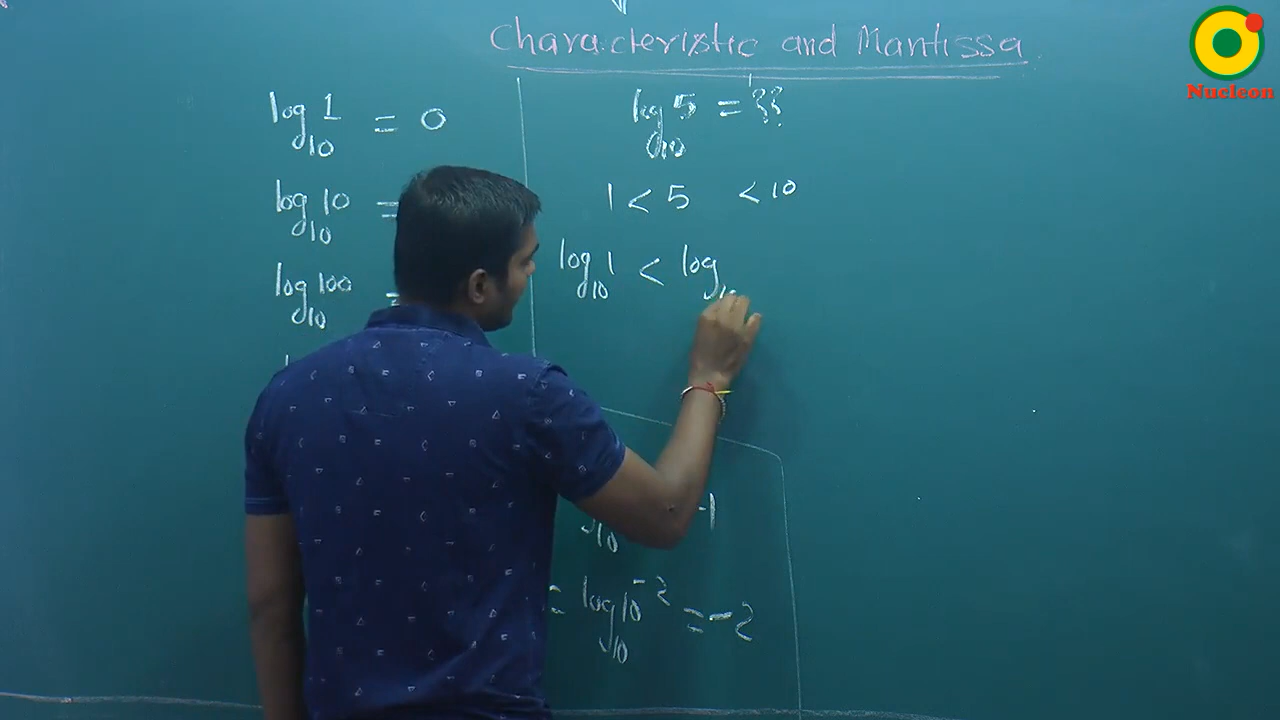 Characteristic and Mantissa
Nucleon
log₁₀ 1 = 0
log₁₀ 10 =
log₁₀ 100 =
log₁₀ 5 = ??
1 < 5 < 10
log₁₀ 1 < log₁₀
-1
= log₁₀ 10⁻² = -2